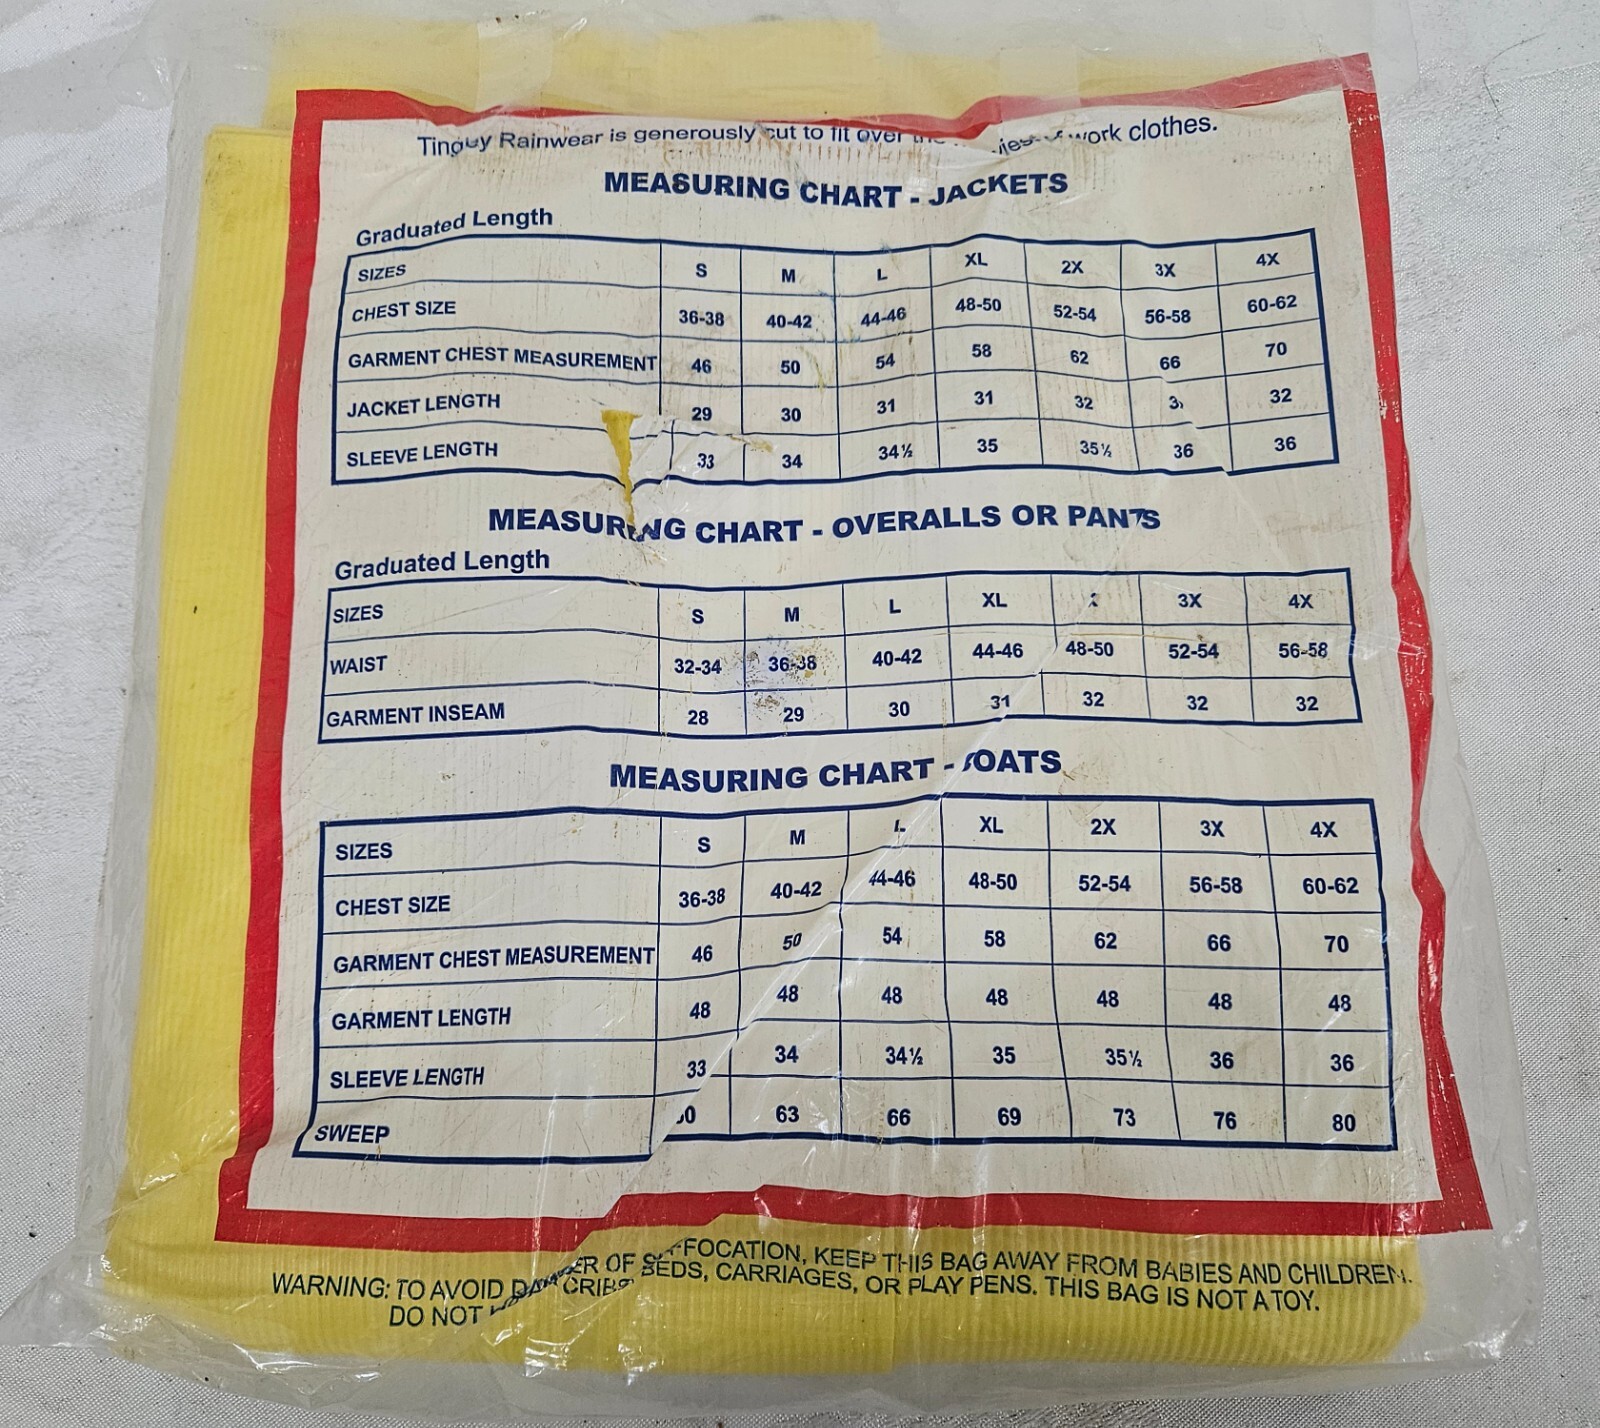 Tingley Rainwear is generously cut to fit over work clothes.
MEASURING CHART - JACKETS
Graduated Length
SIZES S M L XL 2X 3X 4X
CHEST SIZE 36-38 40-42 44-46 48-50 52-54 56-58 60-62
GARMENT CHEST MEASUREMENT 46 50 54 58 62 66 70
JACKET LENGTH 29 30 31 31 32 32
SLEEVE LENGTH 33 34 34½ 35 35½ 36 36
MEASURING CHART - OVERALLS OR PANTS
Graduated Length
SIZES S M L XL 3X 4X
WAIST 32-34 36-38 40-42 44-46 48-50 52-54 56-58
GARMENT INSEAM 28 29 30 31 32 32 32
MEASURING CHART - COATS
SIZES S M L XL 2X 3X 4X
CHEST SIZE 36-38 40-42 44-46 48-50 52-54 56-58 60-62
GARMENT CHEST MEASUREMENT 46 50 54 58 62 66 70
GARMENT LENGTH 48 48 48 48 48 48 48
SLEEVE LENGTH 33 34 34½ 35 35½ 36 36
SWEEP 63 66 69 73 76 80
WARNING: TO AVOID DANGER OF SUFFOCATION, KEEP THIS BAG AWAY FROM BABIES AND CHILDREN.
DO NOT CRIBS, BEDS, CARRIAGES, OR PLAY PENS. THIS BAG IS NOT A TOY.